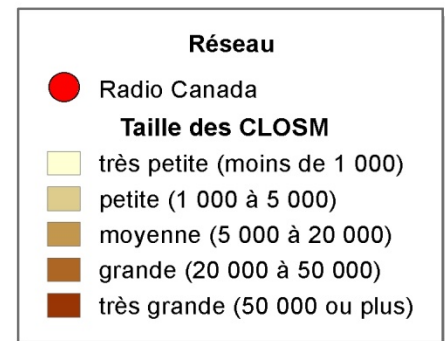 Réseau
Radio Canada
Taille des CLOSM
très petite (moins de 1 000)
petite (1 000 à 5 000)
moyenne (5 000 à 20 000)
grande (20 000 à 50 000)
très grande (50 000 ou plus)